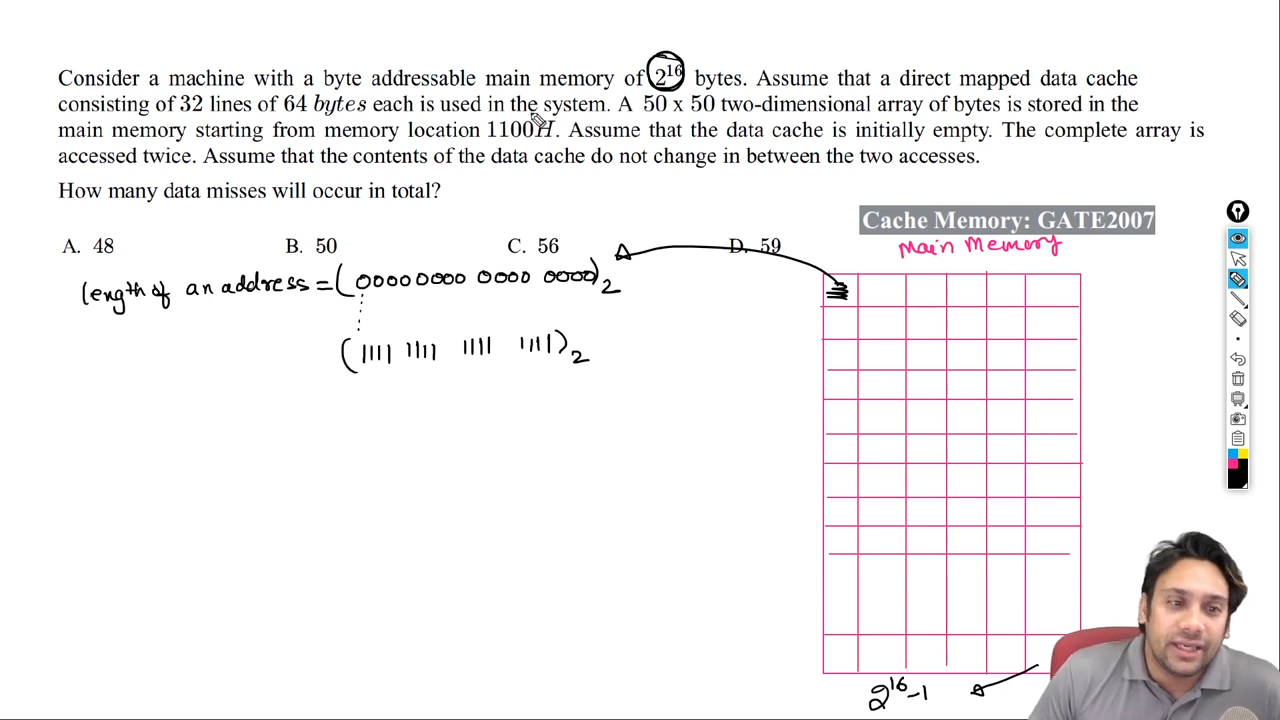 Consider a machine with a byte addressable main memory of 2^16 bytes. Assume that a direct mapped data cache
consisting of 32 lines of 64 bytes each is used in the system. A 50 x 50 two-dimensional array of bytes is stored in the
main memory starting from memory location 1100H. Assume that the data cache is initially empty. The complete array is
accessed twice. Assume that the contents of the data cache do not change in between the two accesses.
How many data misses will occur in total?
Cache Memory: GATE2007
A. 48 B. 50 C. 56 D. 59
Main Memory
length of an address = (0000 0000 0000 0000)2
(1111 1111 1111 1111)2
2^16-1